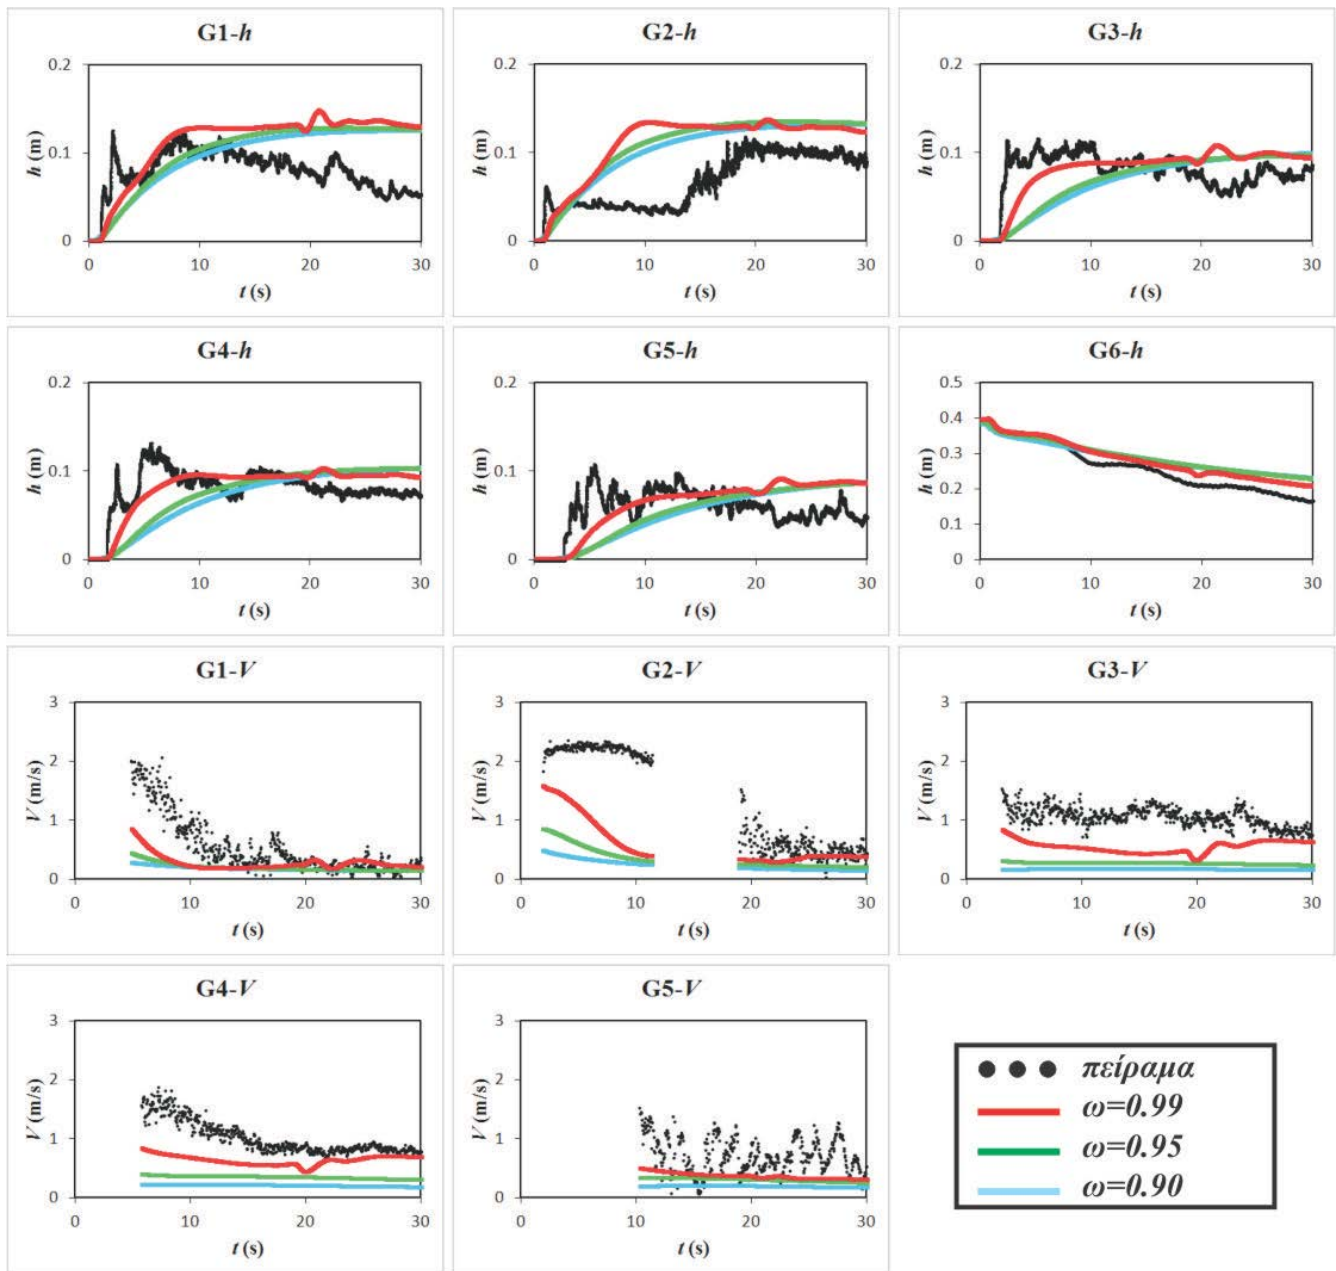 G1-h
h (m)
0.2
0.1
0
0 10 20 30
t (s)
G2-h
h (m)
0.2
0.1
0
0 10 20 30
t (s)
G3-h
h (m)
0.2
0.1
0
0 10 20 30
t (s)
G4-h
h (m)
0.2
0.1
0
0 10 20 30
t (s)
G5-h
h (m)
0.2
0.1
0
0 10 20 30
t (s)
G6-h
h (m)
0.5
0.4
0.3
0.2
0.1
0
0 10 20 30
t (s)
G1-V
V (m/s)
3
2
1
0
0 10 20 30
t (s)
G2-V
V (m/s)
3
2
1
0
0 10 20 30
t (s)
G3-V
V (m/s)
3
2
1
0
0 10 20 30
t (s)
G4-V
V (m/s)
3
2
1
0
0 10 20 30
t (s)
G5-V
V (m/s)
3
2
1
0
0 10 20 30
t (s)
πείραμα
ω=0.99
ω=0.95
ω=0.90